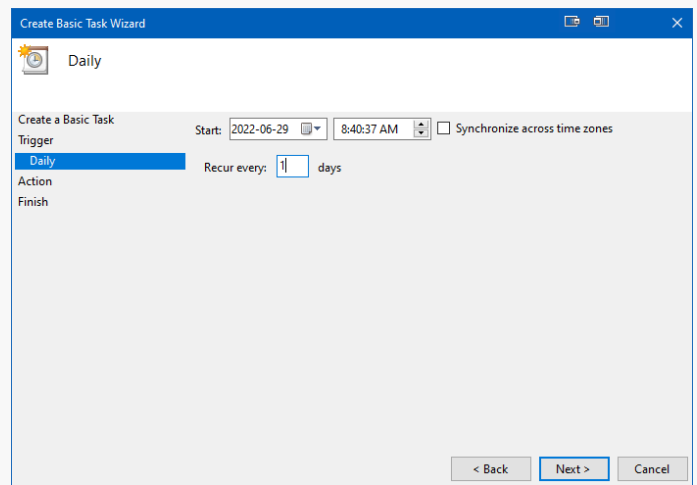 Create Basic Task Wizard
Daily
Create a Basic Task
Trigger
Daily
Action
Finish
Start: 2022-06-29 8:40:37 AM Synchronize across time zones
Recur every: 1 days
< Back Next > Cancel